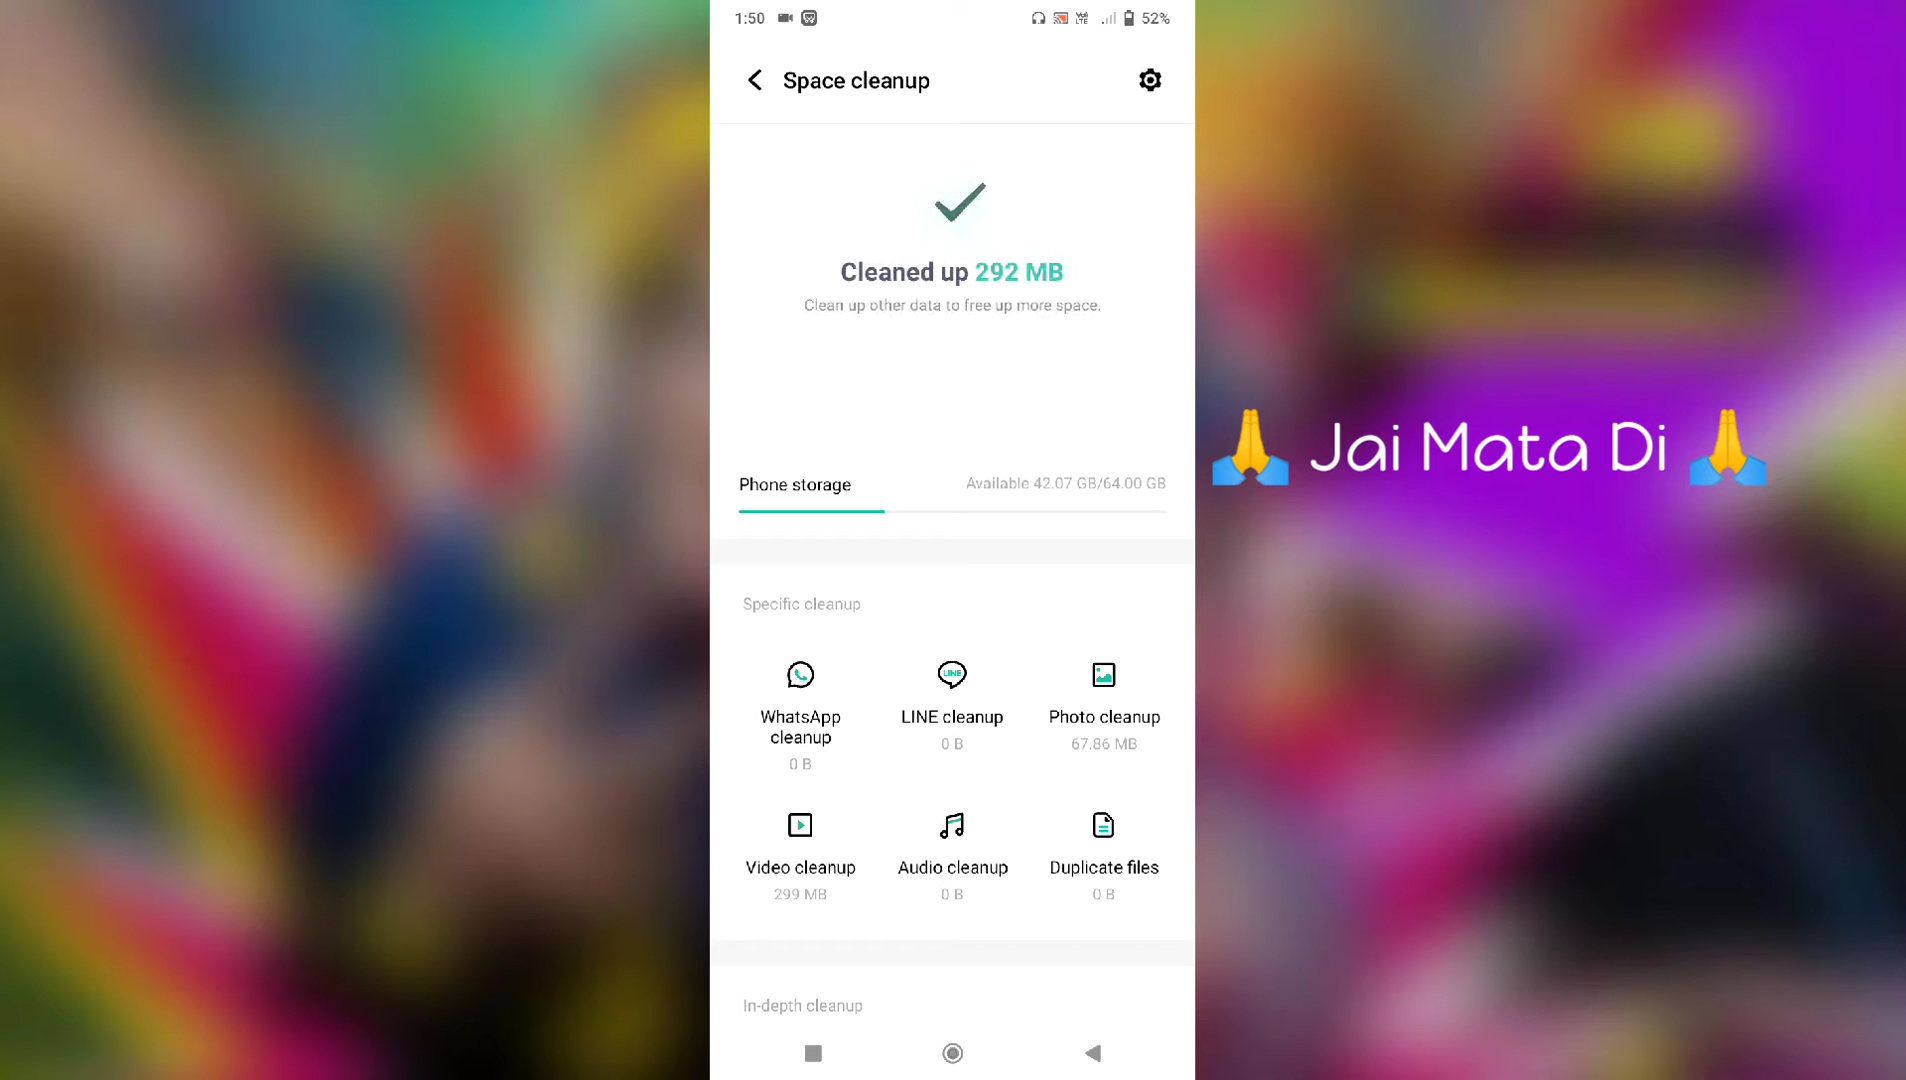 1:50
VoLTE 52%
Space cleanup
Cleaned up 292 MB
Clean up other data to free up more space.
🙏 Jai Mata Di 🙏
Phone storage
Available 42.07 GB/64.00 GB
Specific cleanup
WhatsApp
cleanup
0 B
LINE
LINE cleanup
0 B
Photo cleanup
67.86 MB
Video cleanup
299 MB
Audio cleanup
0 B
Duplicate files
0 B
In-depth cleanup